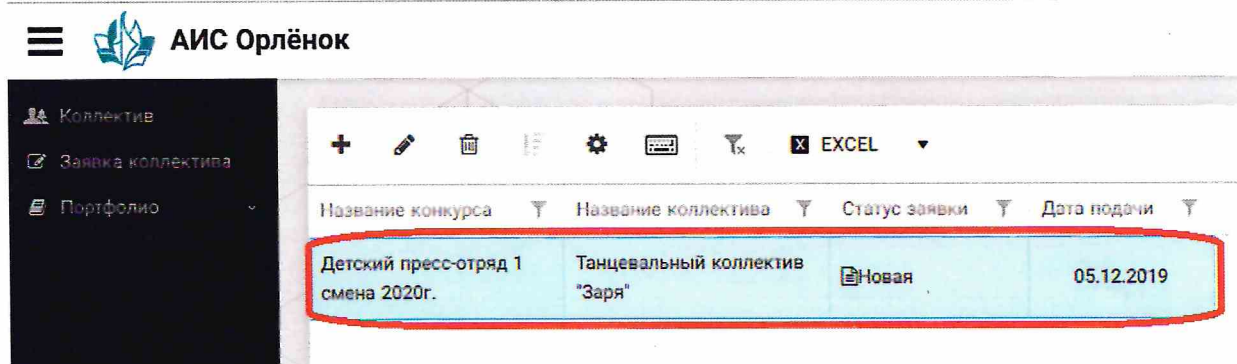 АИС Орлёнок
Коллектив
Заявка коллектива
Портфолио
EXCEL
Название конкурса Название коллектива Статус заявки Дата подачи
Детский пресс-отряд 1 Танцевальный коллектив Новая 05.12.2019
смена 2020г. "Заря"